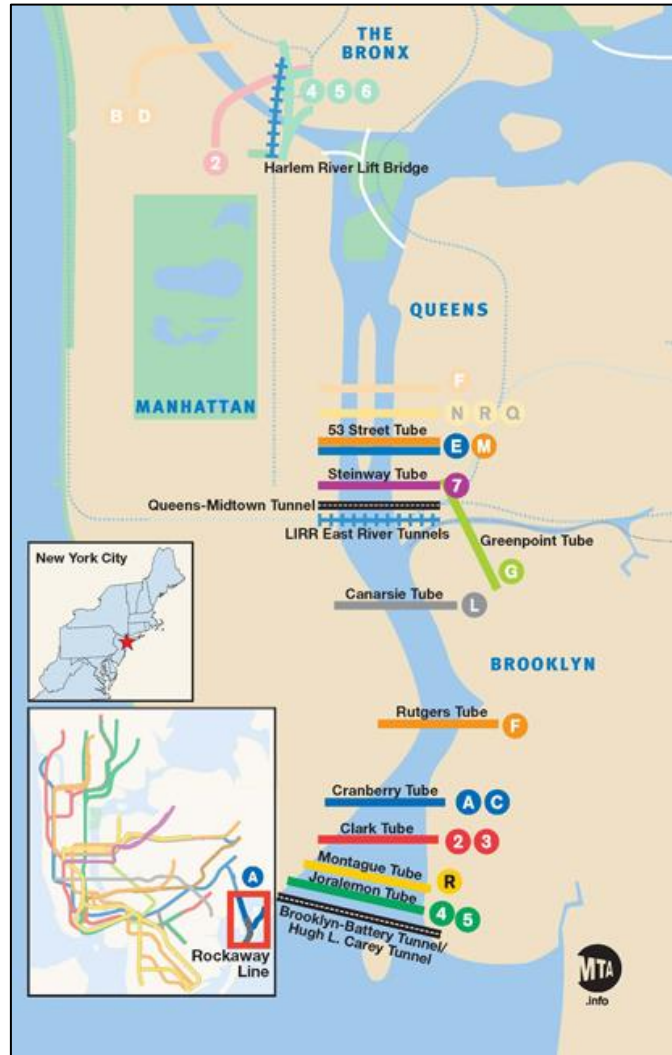 THE
BRONX
B D
4 5 6
2
Harlem River Lift Bridge
QUEENS
MANHATTAN
F
N R Q
53 Street Tube
E M
Steinway Tube
7
Queens-Midtown Tunnel
LIRR East River Tunnels
Greenpoint Tube
G
New York City
Canarsie Tube
L
BROOKLYN
Rutgers Tube
F
Cranberry Tube
A C
Clark Tube
2 3
Montague Tube
R
Joralemon Tube
4 5
Brooklyn-Battery Tunnel/
Hugh L. Carey Tunnel
A
Rockaway
Line
MTA
.info